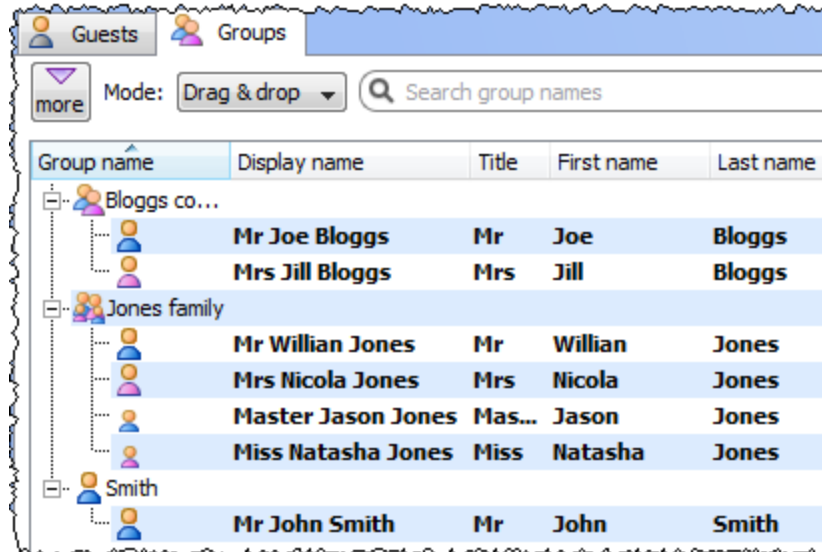 Guests Groups
more Mode: Drag & drop Search group names
Group name Display name Title First name Last name
Bloggs co...
Mr Joe Bloggs Mr Joe Bloggs
Mrs Jill Bloggs Mrs Jill Bloggs
Jones family
Mr Willian Jones Mr Willian Jones
Mrs Nicola Jones Mrs Nicola Jones
Master Jason Jones Mas... Jason Jones
Miss Natasha Jones Miss Natasha Jones
Smith
Mr John Smith Mr John Smith